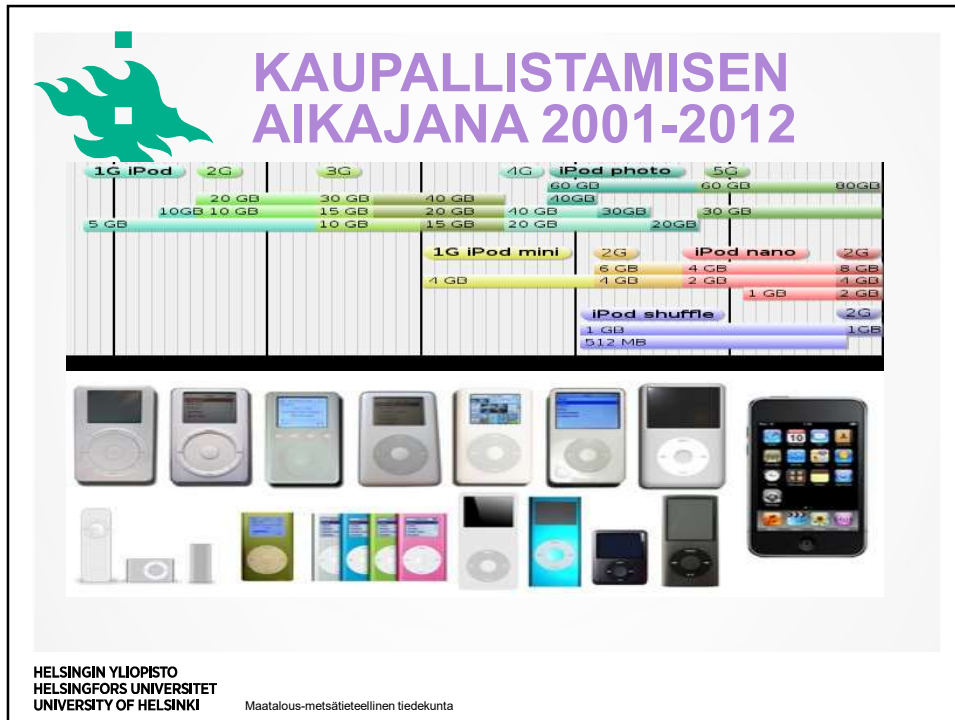 KAUPALLISTAMISEN
AIKAJANA 2001-2012
1G iPod 2G 3G 4G iPod photo 5G
60 GB 60 GB 80GB
20 GB 30 GB 40 GB 40GB
10GB 10 GB 15 GB 20 GB 40 GB 30GB 30 GB
5 GB 10 GB 15 GB 20 GB 20GB
1G iPod mini 2G iPod nano 2G
6 GB 4 GB 8 GB
4 GB 4 GB 2 GB 4 GB
1 GB 2 GB
iPod shuffle 2G
1 GB 1GB
512 MB
10
HELSINGIN YLIOPISTO
HELSINGFORS UNIVERSITET
UNIVERSITY OF HELSINKI
Maatalous-metsätieteellinen tiedekunta